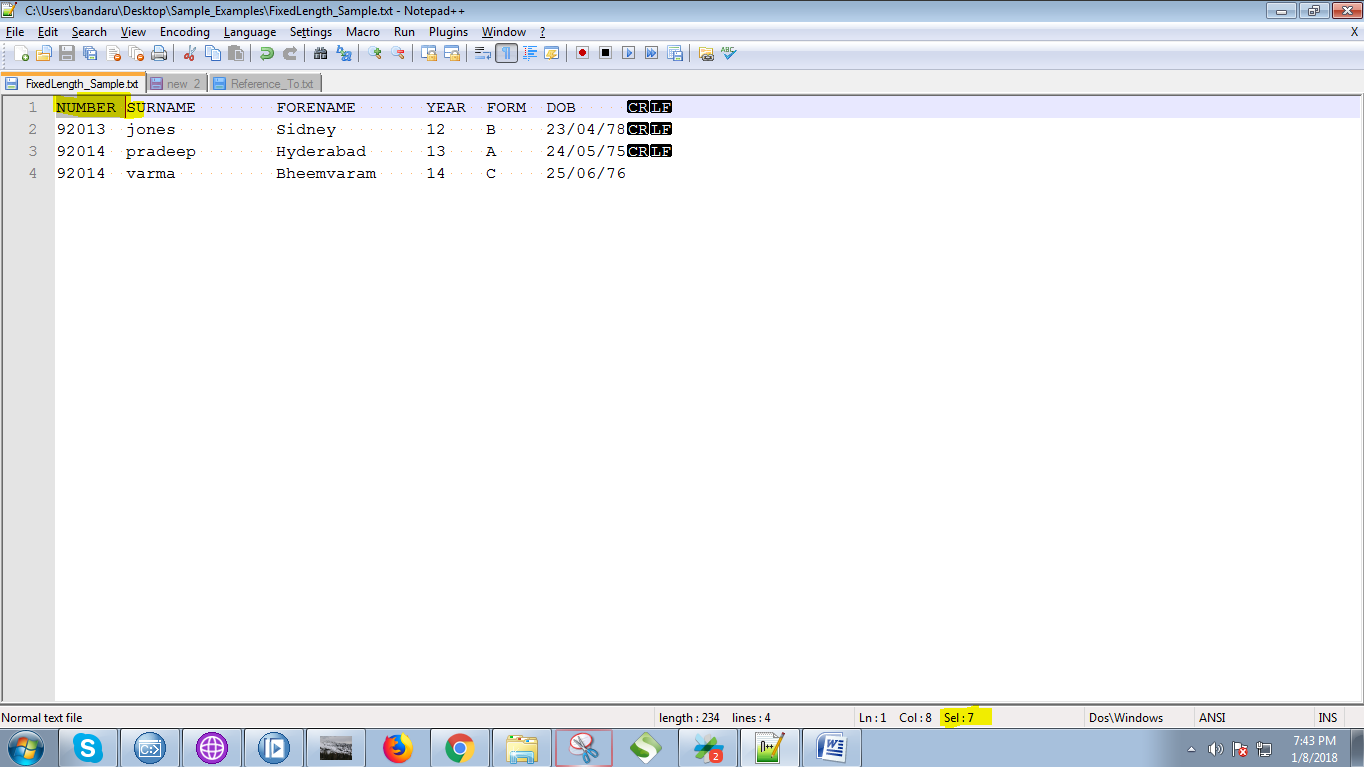 C:\Users\bandaru\Desktop\Sample_Examples\FixedLength_Sample.txt - Notepad++
File Edit Search View Encoding Language Settings Macro Run Plugins Window ? X
FixedLength_Sample.txt new 2 Reference_To.txt
1 NUMBER SURNAME FORENAME YEAR FORM DOB CRLF
2 92013 jones Sidney 12 B 23/04/78CRLF
3 92014 pradeep Hyderabad 13 A 24/05/75CRLF
4 92014 varma Bheemvaram 14 C 25/06/76
Normal text file length : 234 lines : 4 Ln : 1 Col : 8 Sel : 7 Dos\Windows ANSI INS
7:43 PM
1/8/2018